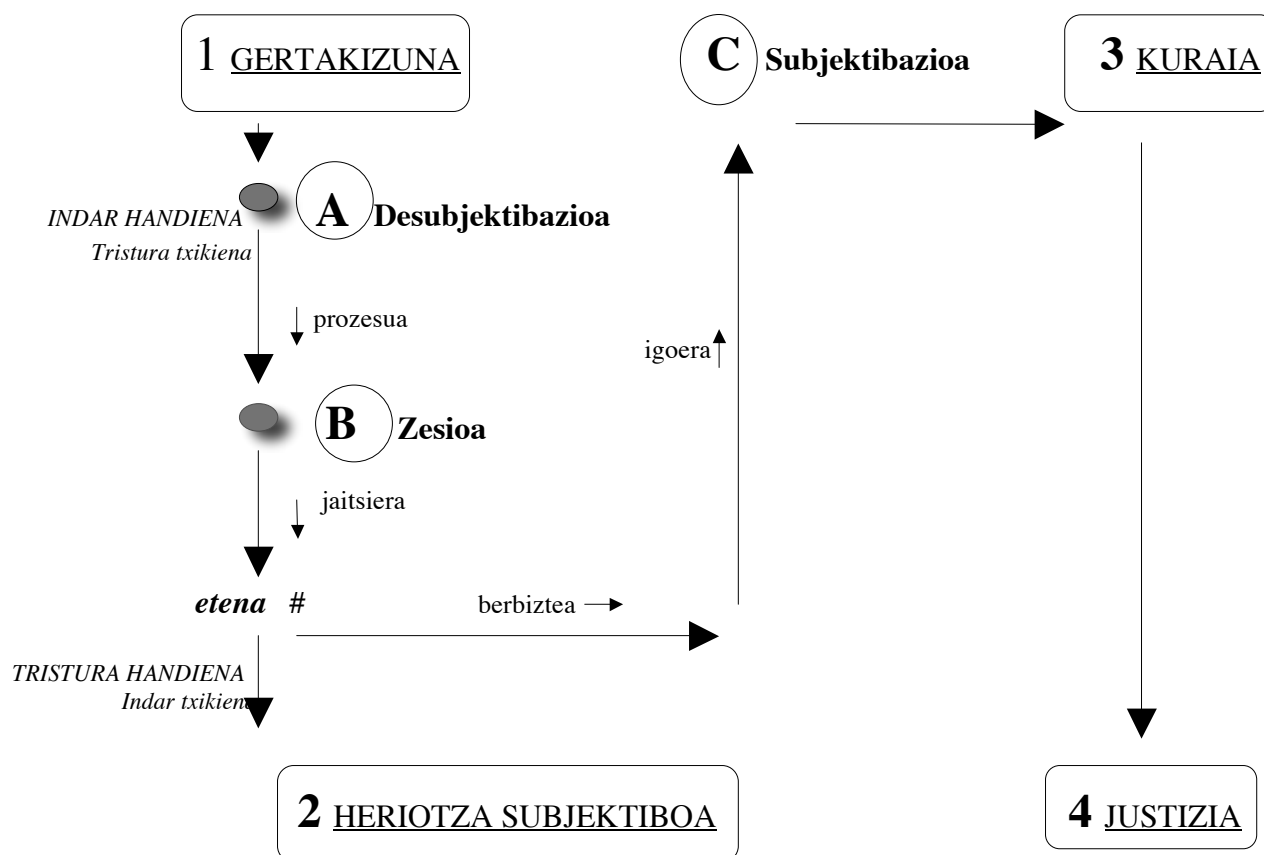 1 GERTAKIZUNA
C Subjektibazioa
3 KURAIA
INDAR HANDIENA
Tristura txikiena
A Desubjektibazioa
prozesua
igoera
B Zesioa
jaitsiera
etena #
berbiztea
TRISTURA HANDIENA
Indar txikiena
2 HERIOTZA SUBJEKTIBOA
4 JUSTIZIA